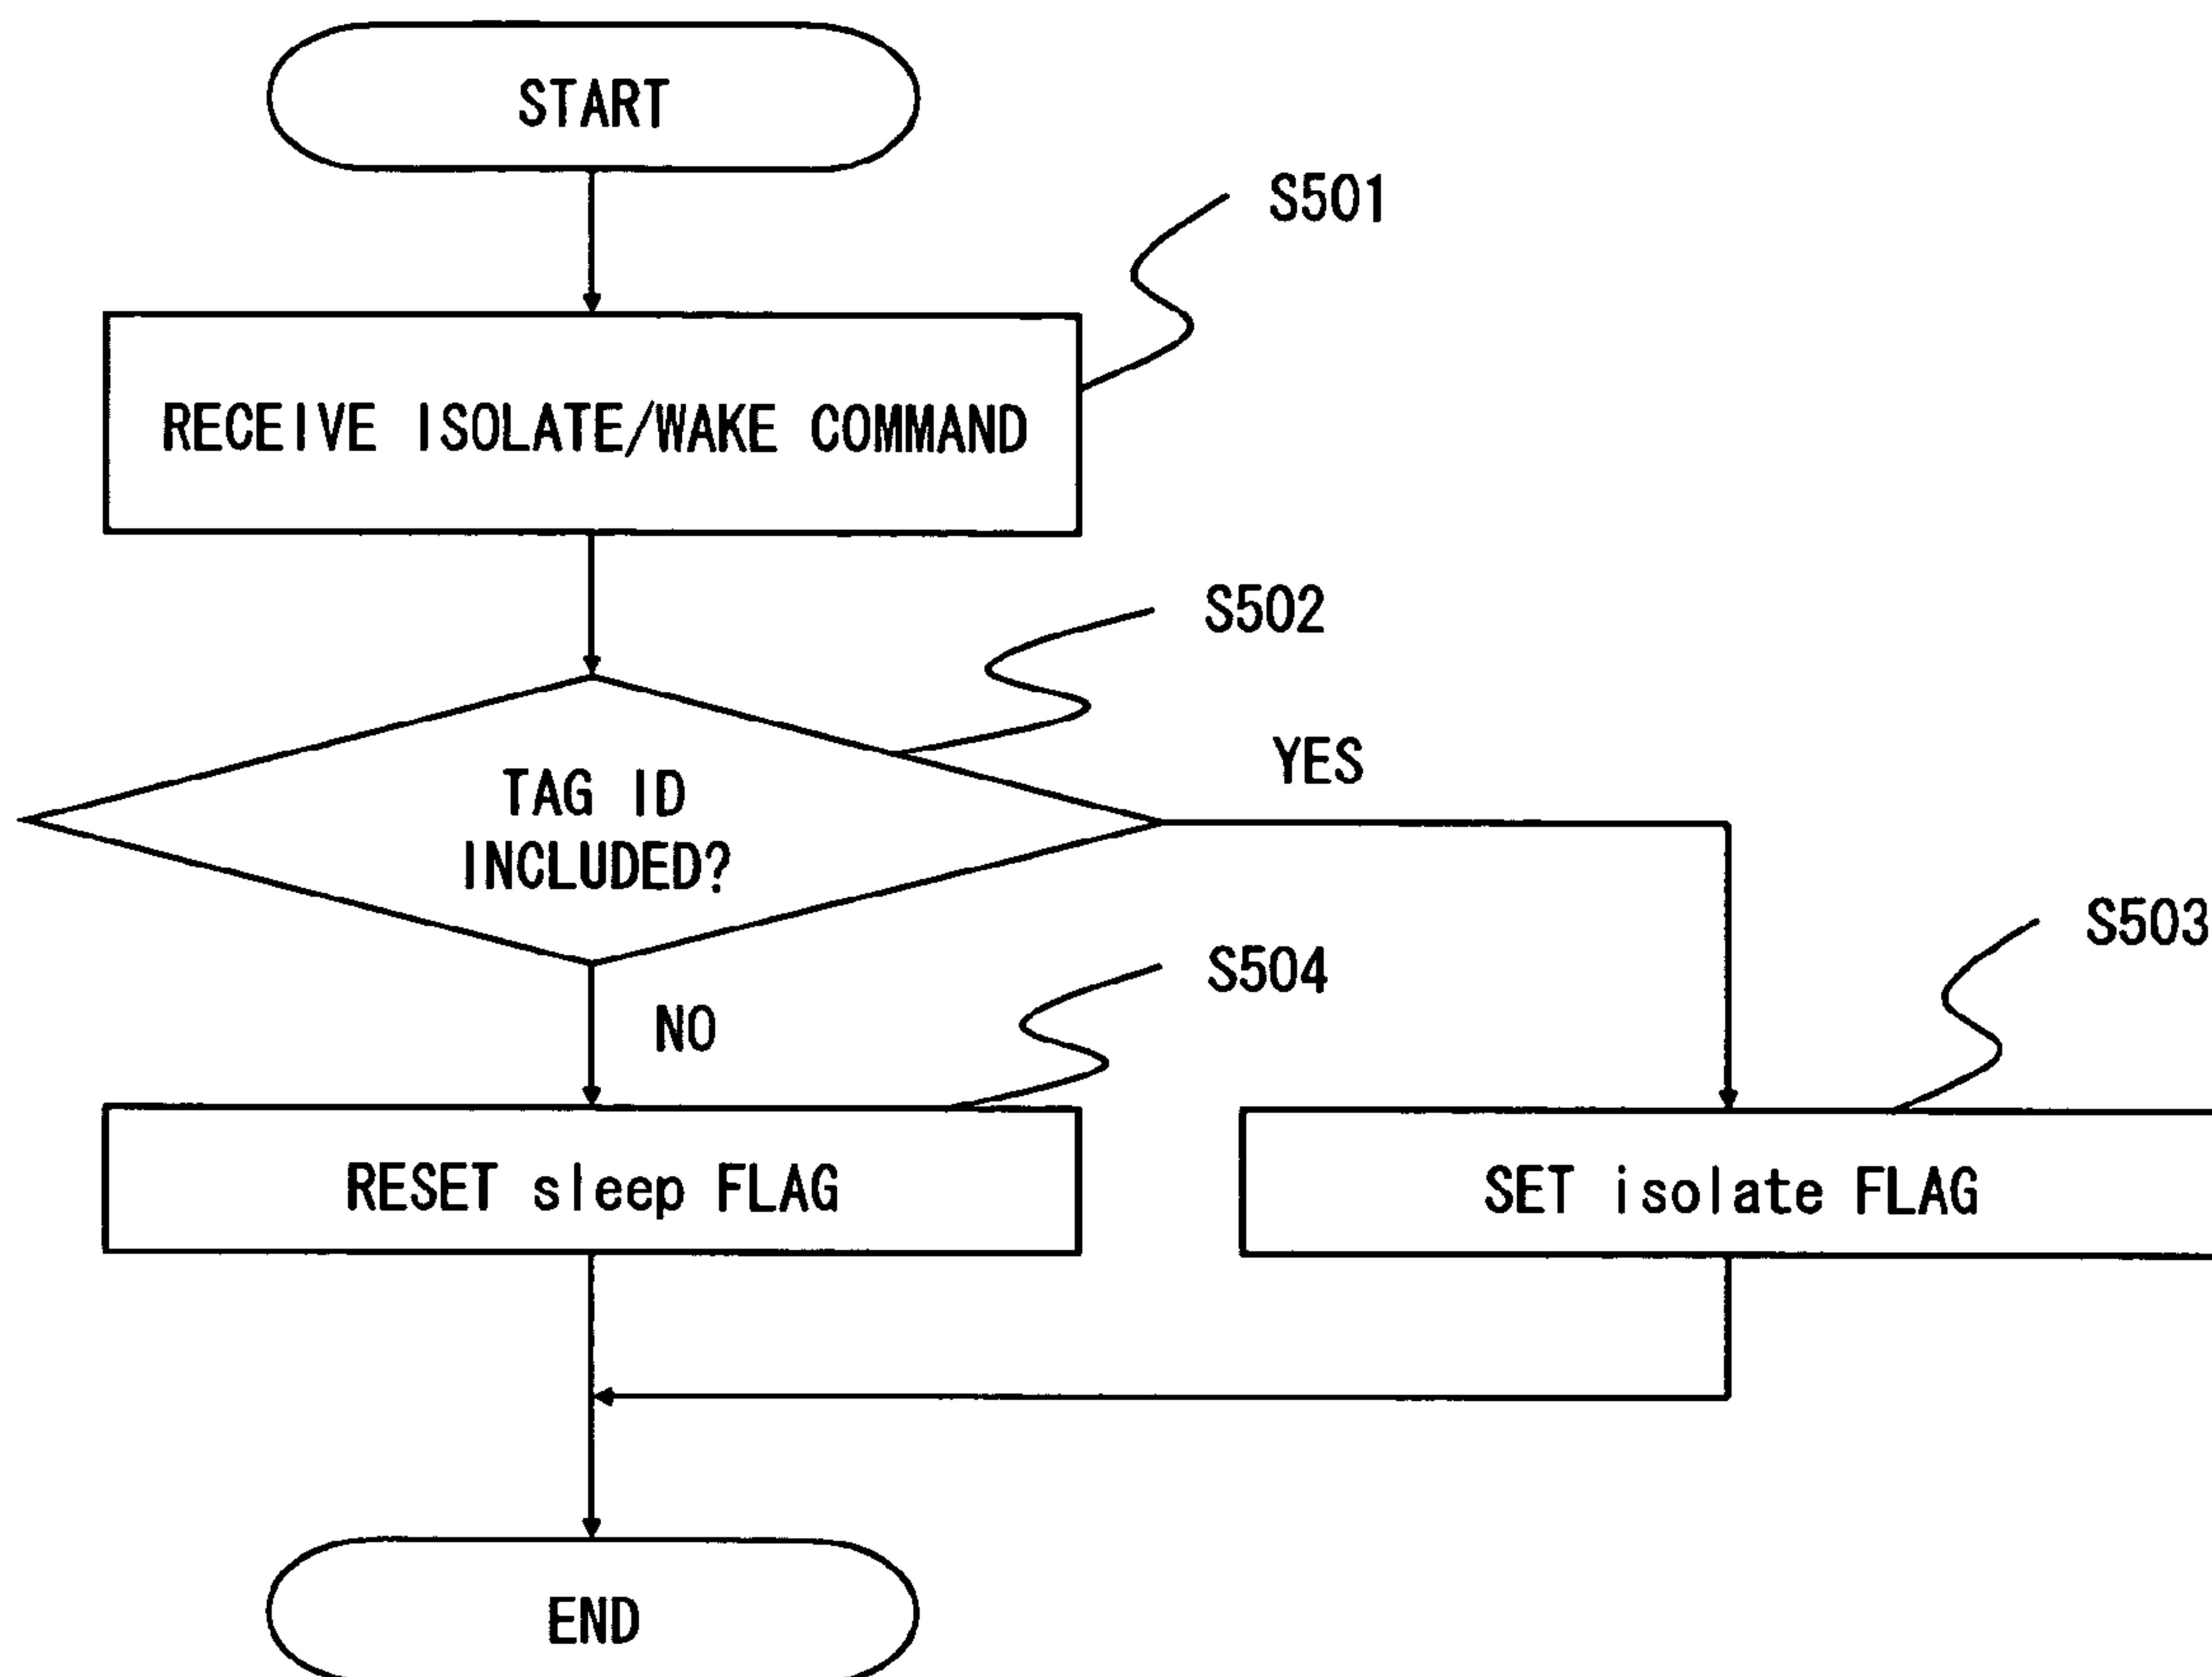 START
S501
RECEIVE ISOLATE/WAKE COMMAND
S502
YES
TAG ID
INCLUDED?
S503
S504
NO
RESET sleep FLAG
SET isolate FLAG
END